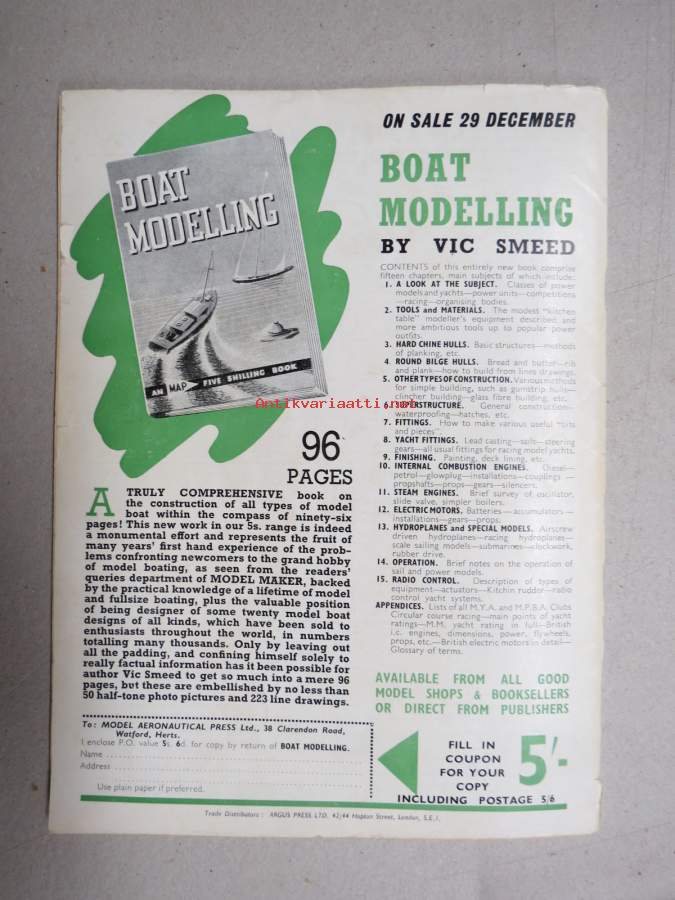 ON SALE 29 DECEMBER
BOAT
MODELLING
AN MAP FIVE SHILLING BOOK
BOAT
MODELLING
BY VIC SMEED
CONTENTS of this entirely new book comprise
fifteen chapters, main subjects of which include:
1. A LOOK AT THE SUBJECT. Classes of power
models and yachts—power units—competitions
—racing—organising bodies.
2. TOOLS and MATERIALS. The modest "kitchen
table" modeller's equipment described and
more ambitious tools up to popular power
outfits.
3. HARD CHINE HULLS. Basic structures—methods
of planking, etc.
4. ROUND BILGE HULLS. Bread and butter—rib
and plank—how to build from lines drawings.
5. OTHER TYPES OF CONSTRUCTION. Various methods
for simple building, such as gumstrip hulls—
clincher building—glass fibre building, etc.
6. SUPERSTRUCTURE. General construction—
waterproofing—hatches, etc.
7. FITTINGS. How to make various useful "bits
and pieces".
8. YACHT FITTINGS. Lead casting—sails—steering
gears—all usual fittings for racing model yachts.
9. FINISHING. Painting, deck lining, etc.
10. INTERNAL COMBUSTION ENGINES. Diesel—
petrol—glowplug—installations—couplings—
propshafts—props—gears—silencers.
11. STEAM ENGINES. Brief survey of oscillator,
slide valve, simpler boilers.
12. ELECTRIC MOTORS. Batteries—accumulators—
installations—gears—props.
13. HYDROPLANES and SPECIAL MODELS. Airscrew
driven hydroplanes—racing hydroplanes—
scale sailing models—submarines—clockwork,
rubber drive.
14. OPERATION. Brief notes on the operation of
sail and power models.
15. RADIO CONTROL. Description of types of
equipment—actuators—Kitchin rudder—radio
control yacht systems.
APPENDICES. Lists of all M.Y.A. and M.P.B.A. Clubs
Circular course racing—main points of yacht
ratings—M.M. yacht rating in full—British
i.c. engines, dimensions, power, flywheels,
props, etc.—British electric motors in detail—
Glossary of terms.
Antikvariaatti.net
96
PAGES
A TRULY COMPREHENSIVE book on
the construction of all types of model
boat within the compass of ninety-six
pages! This new work in our 5s. range is indeed
a monumental effort and represents the fruit of
many years' first hand experience of the prob-
lems confronting newcomers to the grand hobby
of model boating, as seen from the readers'
queries department of MODEL MAKER, backed
by the practical knowledge of a lifetime of model
and fullsize boating, plus the valuable position
of being designer of some twenty model boat
designs of all kinds, which have been sold to
enthusiasts throughout the world, in numbers
totalling many thousands. Only by leaving out
all the padding, and confining himself solely to
really factual information has it been possible for
author Vic Smeed to get so much into a mere 96
pages, but these are embellished by no less than
50 half-tone photo pictures and 223 line drawings.
AVAILABLE FROM ALL GOOD
MODEL SHOPS & BOOKSELLERS
OR DIRECT FROM PUBLISHERS
To: MODEL AERONAUTICAL PRESS Ltd., 38 Clarendon Road,
Watford, Herts.
I enclose P.O. value 5s. 6d. for copy by return of BOAT MODELLING.
Name
Address
Use plain paper if preferred.
FILL IN
COUPON
FOR YOUR
COPY
5/-
INCLUDING POSTAGE 5/6
Trade Distributors: ARGUS PRESS LTD. 42/44 Hopton Street, London, S.E.1.